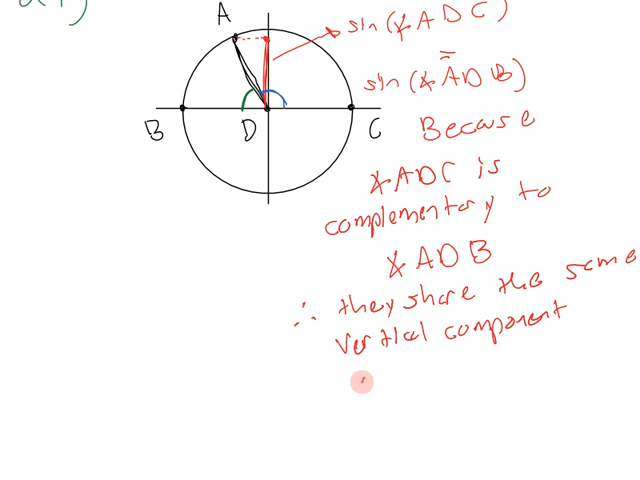 A
sin(∡ADC)
=
sin(∡ADB)
B
D
C
Because
∡ADC is
complementary to
∡ADB
∴ they share the same
vertical component